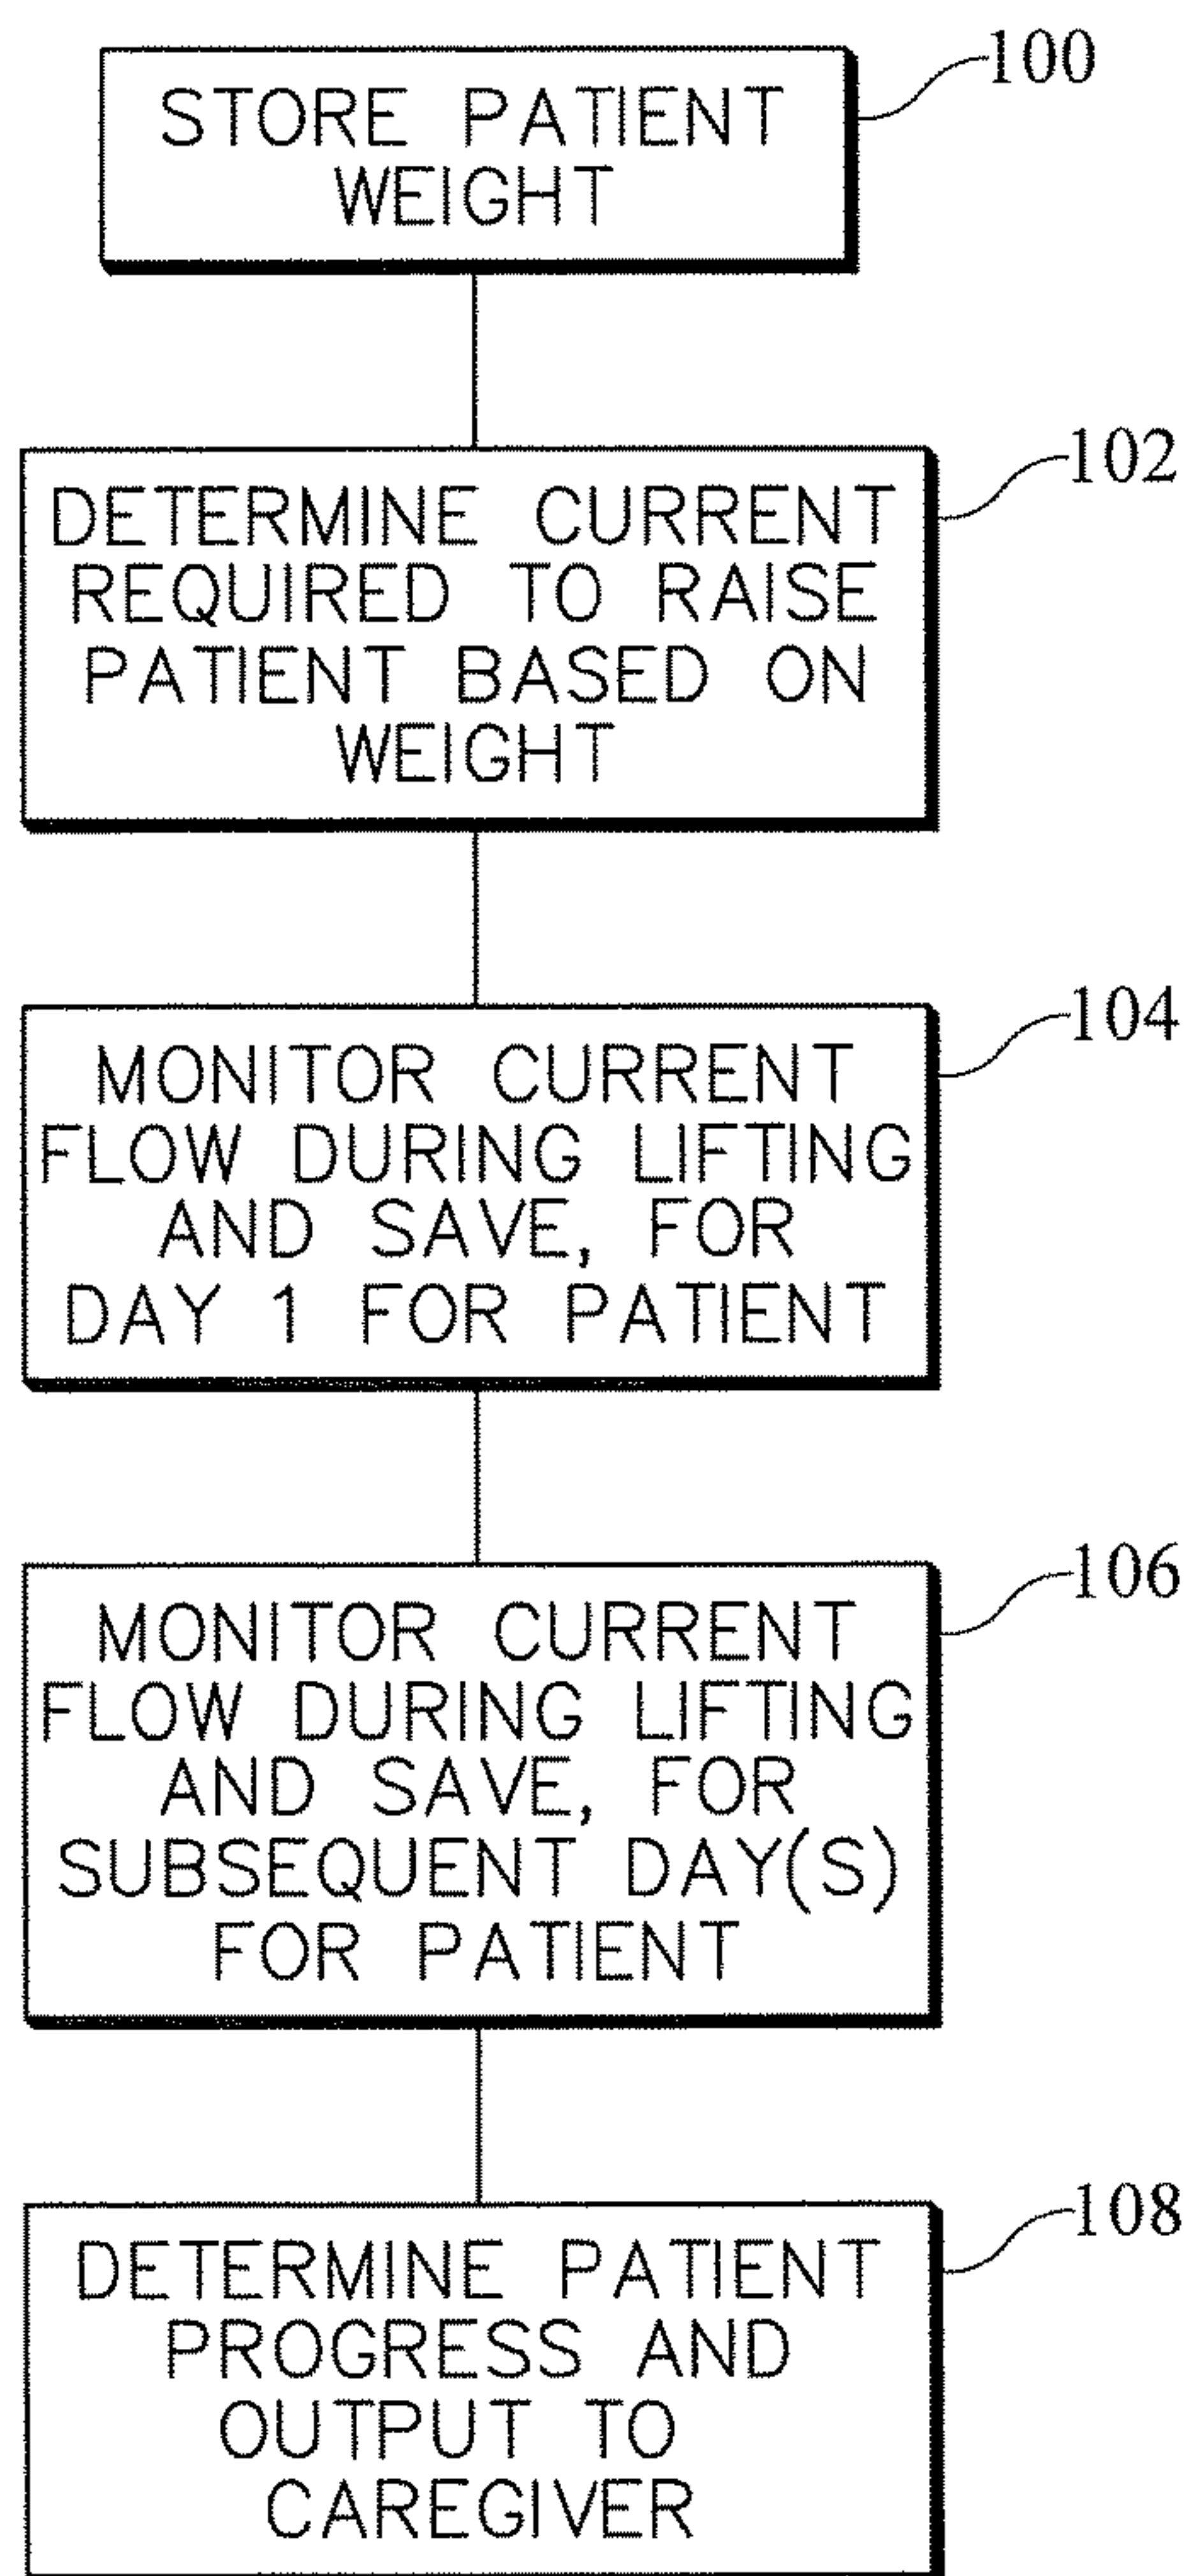 100
STORE PATIENT
WEIGHT
102
DETERMINE CURRENT
REQUIRED TO RAISE
PATIENT BASED ON
WEIGHT
104
MONITOR CURRENT
FLOW DURING LIFTING
AND SAVE, FOR
DAY 1 FOR PATIENT
106
MONITOR CURRENT
FLOW DURING LIFTING
AND SAVE, FOR
SUBSEQUENT DAY(S)
FOR PATIENT
108
DETERMINE PATIENT
PROGRESS AND
OUTPUT TO
CAREGIVER